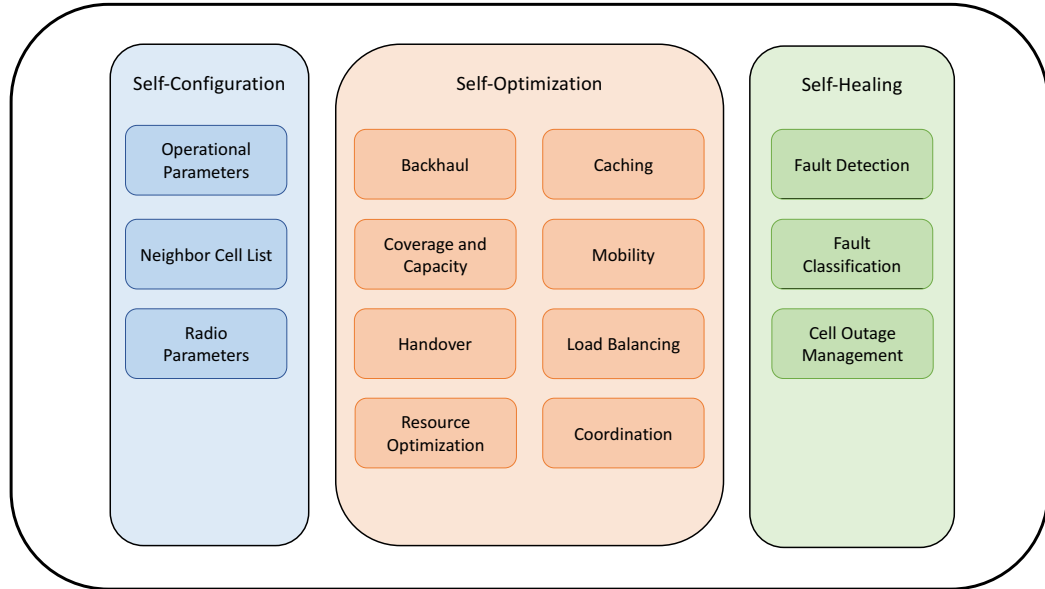 Self-Configuration
Operational
Parameters
Neighbor Cell List
Radio
Parameters
Self-Optimization
Backhaul
Caching
Coverage and
Capacity
Mobility
Handover
Load Balancing
Resource
Optimization
Coordination
Self-Healing
Fault Detection
Fault
Classification
Cell Outage
Management